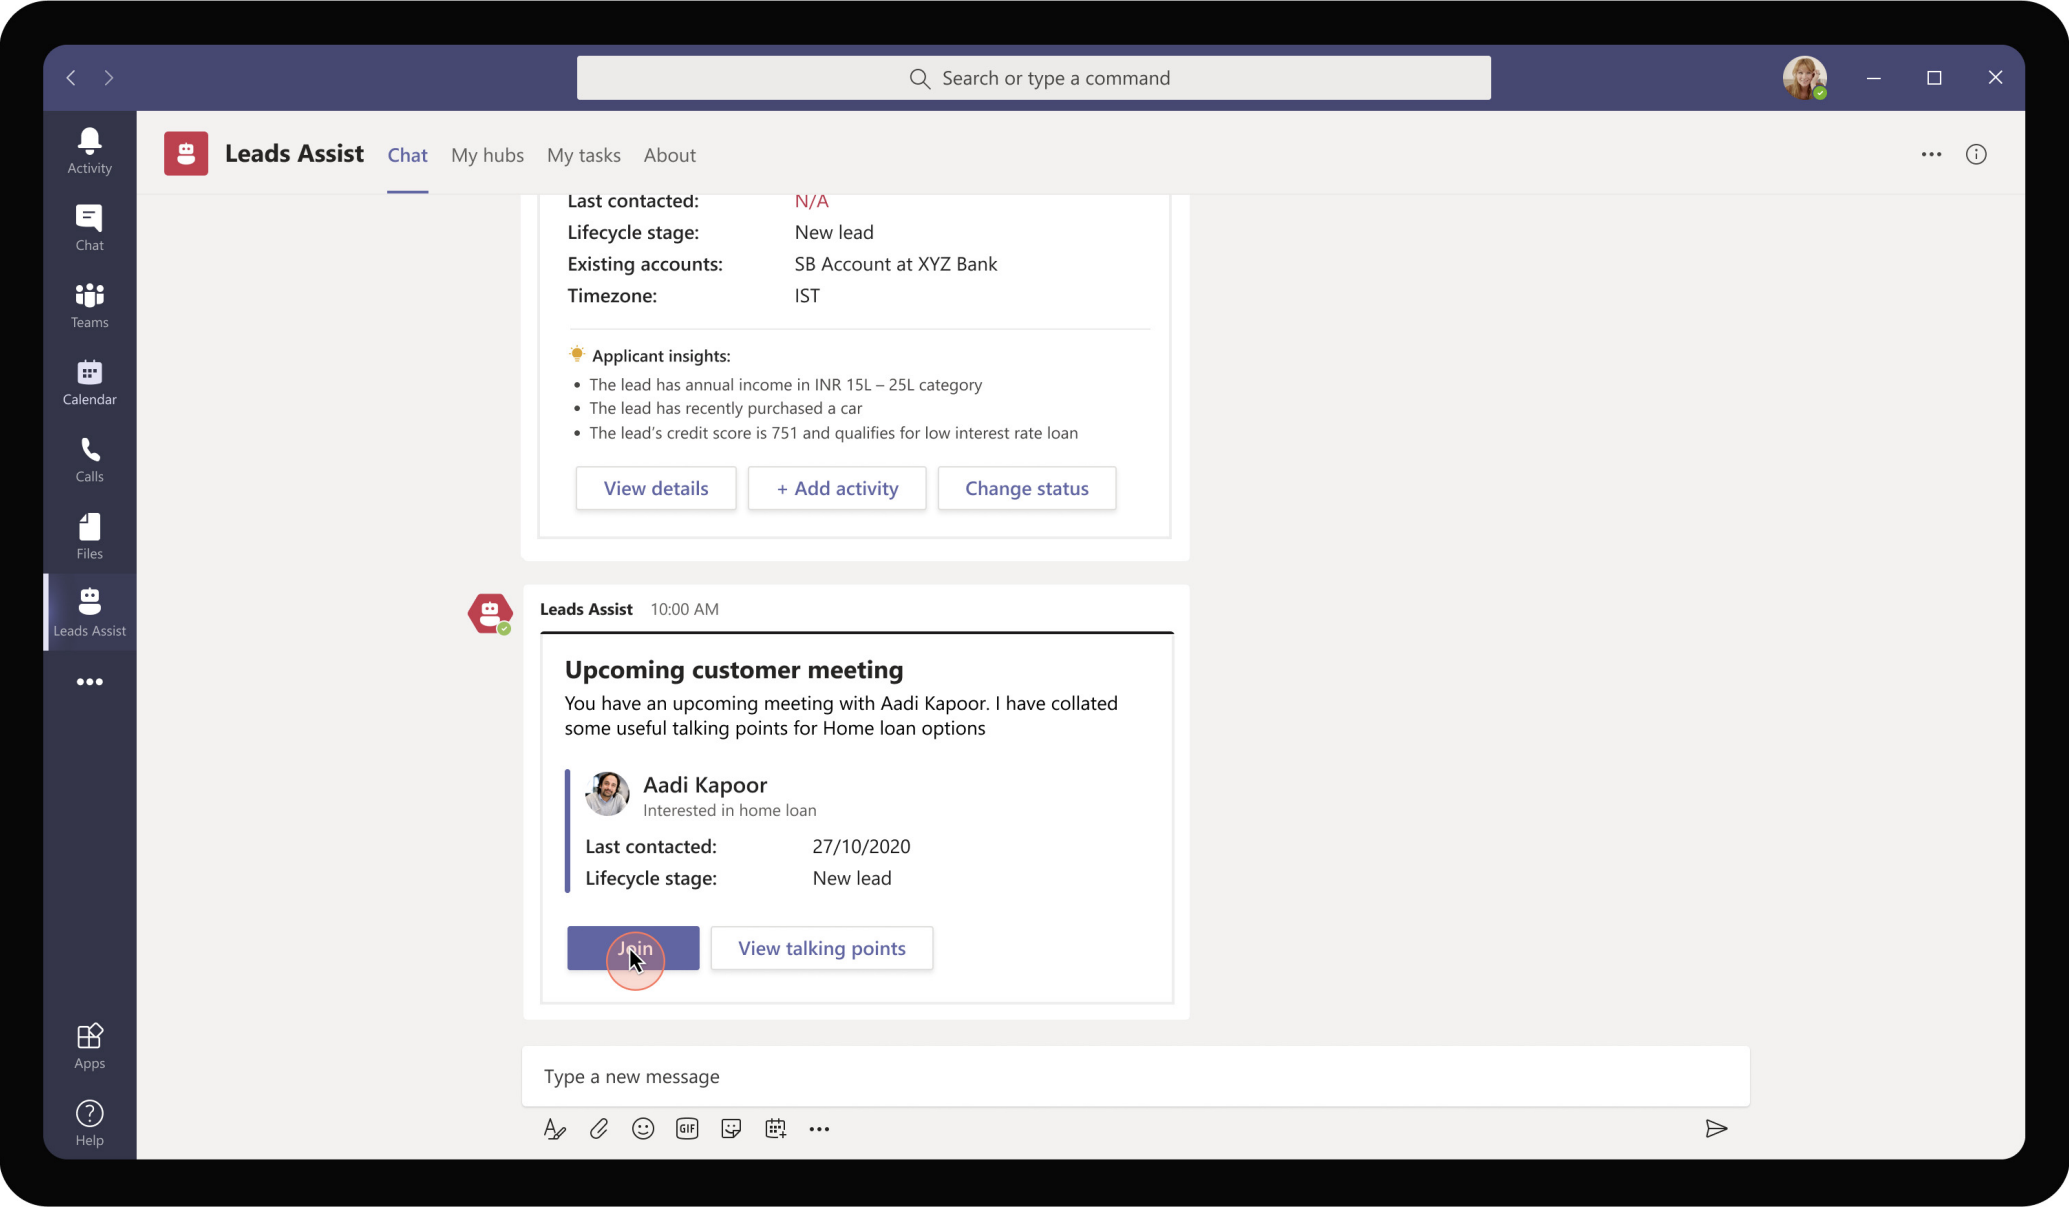 Search or type a command
Activity
Chat
Teams
Calendar
Calls
Files
Leads Assist
Apps
Help
Leads Assist Chat My hubs My tasks About
Last contacted: N/A
Lifecycle stage: New lead
Existing accounts: SB Account at XYZ Bank
Timezone: IST
Applicant insights:
• The lead has annual income in INR 15L – 25L category
• The lead has recently purchased a car
• The lead’s credit score is 751 and qualifies for low interest rate loan
View details + Add activity Change status
Leads Assist 10:00 AM
Upcoming customer meeting
You have an upcoming meeting with Aadi Kapoor. I have collated
some useful talking points for Home loan options
Aadi Kapoor
Interested in home loan
Last contacted: 27/10/2020
Lifecycle stage: New lead
Join View talking points
Type a new message
GIF